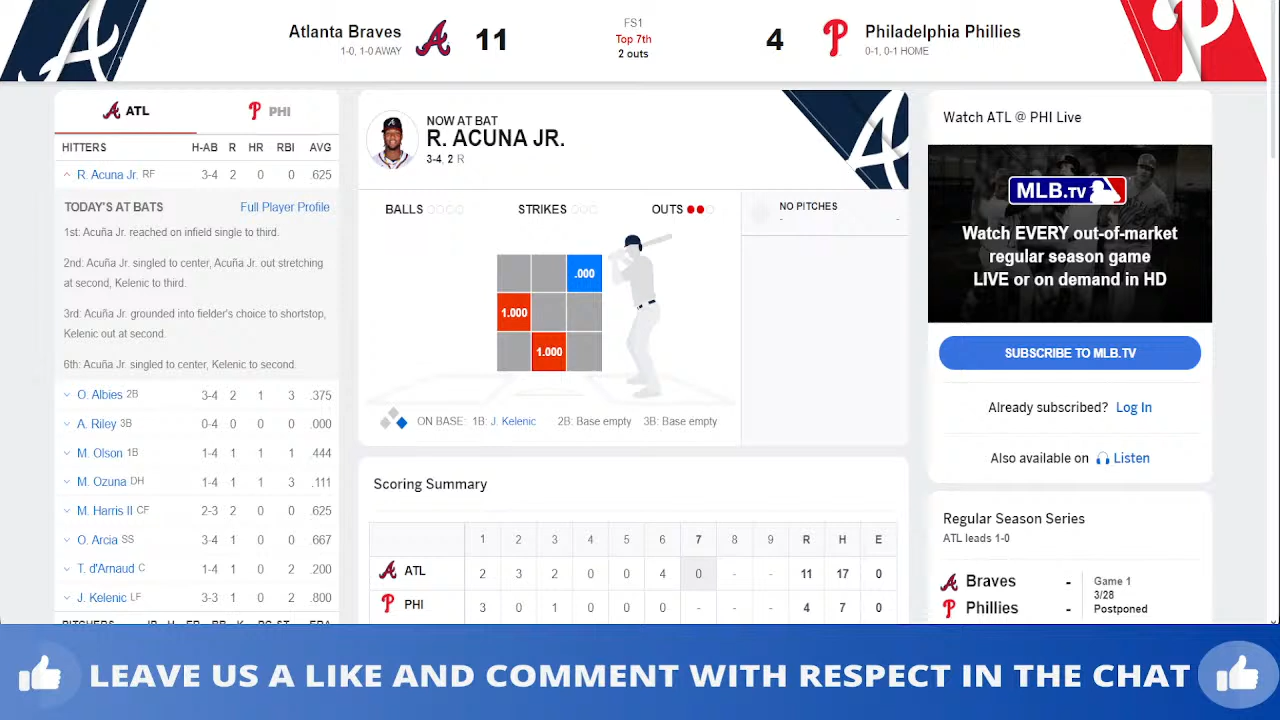 Atlanta Braves
1-0, 1-0 AWAY
11
FS1
Top 7th
2 outs
4
Philadelphia Phillies
0-1, 0-1 HOME
ATL
PHI
HITTERS H-AB R HR RBI AVG
R. Acuna Jr. RF 3-4 2 0 0 .625
TODAY'S AT BATS Full Player Profile
1st: Acuña Jr. reached on infield single to third.
2nd: Acuña Jr. singled to center, Acuña Jr. out stretching
at second, Kelenic to third.
3rd: Acuña Jr. grounded into fielder's choice to shortstop,
Kelenic out at second.
6th: Acuña Jr. singled to center, Kelenic to second.
O. Albies 2B 3-4 2 1 3 .375
A. Riley 3B 0-4 0 0 0 .000
M. Olson 1B 1-4 1 1 1 .444
M. Ozuna DH 1-4 1 1 3 .111
M. Harris II CF 2-3 2 0 0 .625
O. Arcia SS 3-4 1 0 0 .667
T. d'Arnaud C 1-4 1 0 2 .200
J. Kelenic LF 3-3 1 0 2 .800
NOW AT BAT
R. ACUNA JR.
3-4, 2 R
BALLS STRIKES OUTS
NO PITCHES
- -
.000
1.000
1.000
ON BASE: 1B: J. Kelenic 2B: Base empty 3B: Base empty
Scoring Summary
1 2 3 4 5 6 7 8 9 R H E
ATL 2 3 2 0 0 4 0 - - 11 17 0
PHI 3 0 1 0 0 0 - - - 4 7 0
Watch ATL @ PHI Live
MLB.TV
Watch EVERY out-of-market
regular season game
LIVE or on demand in HD
SUBSCRIBE TO MLB.TV
Already subscribed? Log In
Also available on Listen
Regular Season Series
ATL leads 1-0
Braves -
Phillies -
Game 1
3/28
Postponed
LEAVE US A LIKE AND COMMENT WITH RESPECT IN THE CHAT